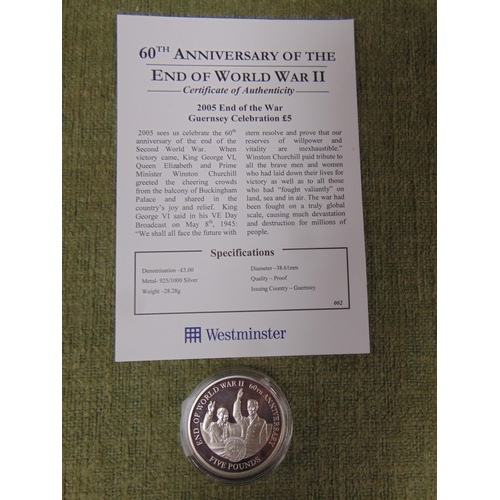 60TH ANNIVERSARY OF THE
END OF WORLD WAR II
Certificate of Authenticity
2005 End of the War
Guernsey Celebration £5
2005 sees us celebrate the 60th
anniversary of the end of the
Second World War. When
victory came, King George VI,
Queen Elizabeth and Prime
Minister Winston Churchill
greeted the cheering crowds
from the balcony of Buckingham
Palace and shared in the
country's joy and relief. King
George VI said in his VE Day
Broadcast on May 8th, 1945:
"We shall all face the future with
stern resolve and prove that our
reserves of willpower and
vitality are inexhaustible."
Winston Churchill paid tribute to
all the brave men and women
who had laid down their lives for
victory as well as to all those
who had "fought valiantly" on
land, sea and in air. The war had
been fought on a truly global
scale, causing much devastation
and destruction for millions of
people.
Specifications
Denomination -£5.00
Metal- 925/1000 Silver
Weight -28.28g
Diameter -38.61mm
Quality – Proof
Issuing Country – Guernsey
002
Westminster
END OF WORLD WAR II 60TH ANNIVERSARY
FIVE POUNDS